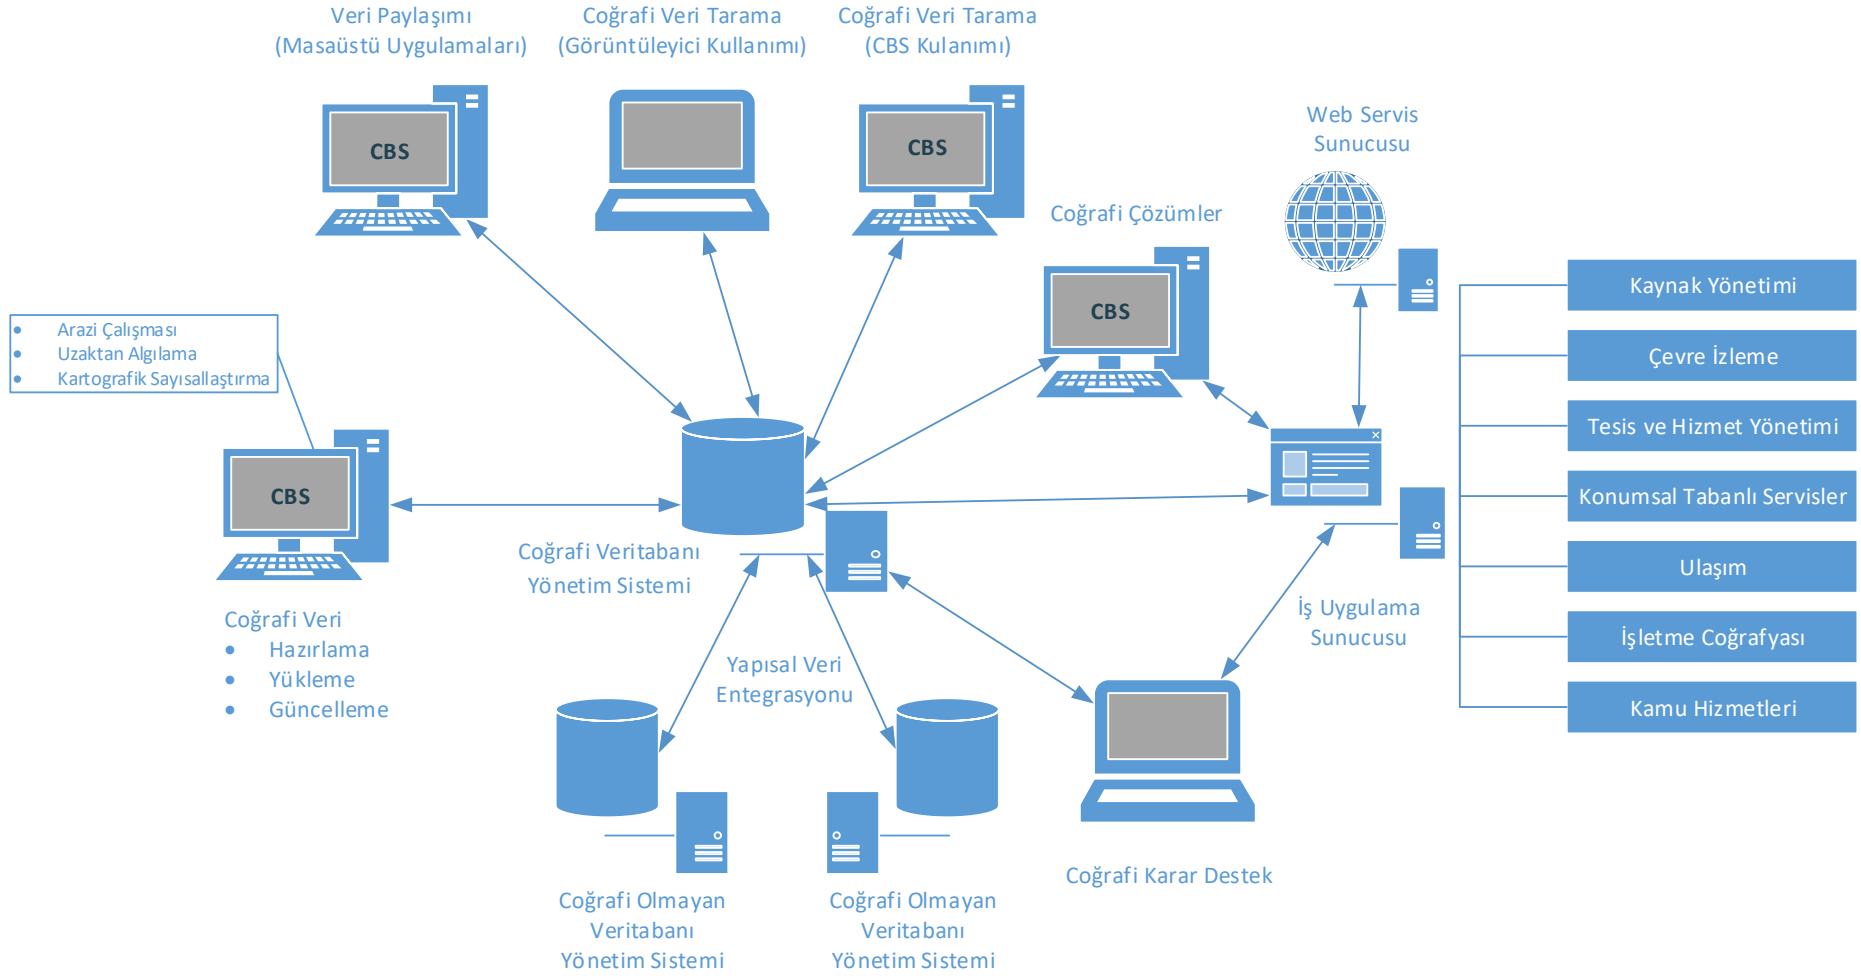 Veri Paylaşımı
(Masaüstü Uygulamaları)
Coğrafi Veri Tarama
(Görüntüleyici Kullanımı)
Coğrafi Veri Tarama
(CBS Kulanımı)
CBS
CBS
Web Servis
Sunucusu
Coğrafi Çözümler
CBS
• Arazi Çalışması
• Uzaktan Algılama
• Kartografik Sayısallaştırma
CBS
Coğrafi Veri
• Hazırlama
• Yükleme
• Güncelleme
Coğrafi Veritabanı
Yönetim Sistemi
Yapısal Veri
Entegrasyonu
İş Uygulama
Sunucusu
Coğrafi Olmayan
Veritabanı
Yönetim Sistemi
Coğrafi Olmayan
Veritabanı
Yönetim Sistemi
Coğrafi Karar Destek
Kaynak Yönetimi
Çevre İzleme
Tesis ve Hizmet Yönetimi
Konumsal Tabanlı Servisler
Ulaşım
İşletme Coğrafyası
Kamu Hizmetleri